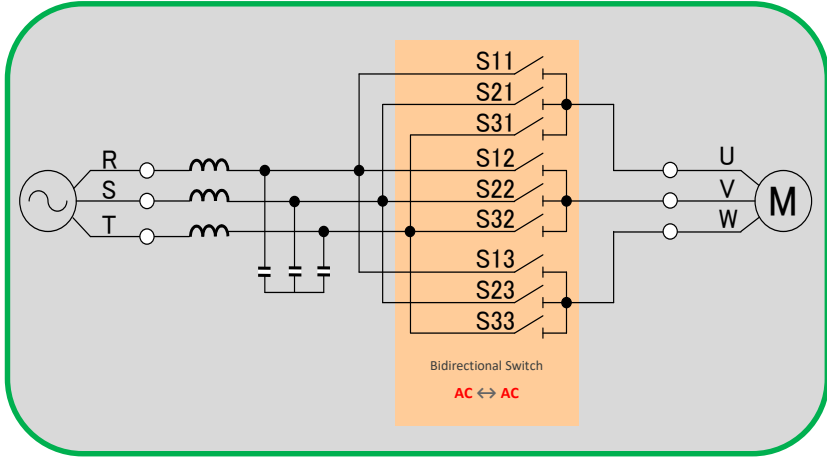 S11
S21
S31
R
S
T
S12
S22
S32
U
V
W
M
S13
S23
S33
Bidirectional Switch
AC ↔ AC